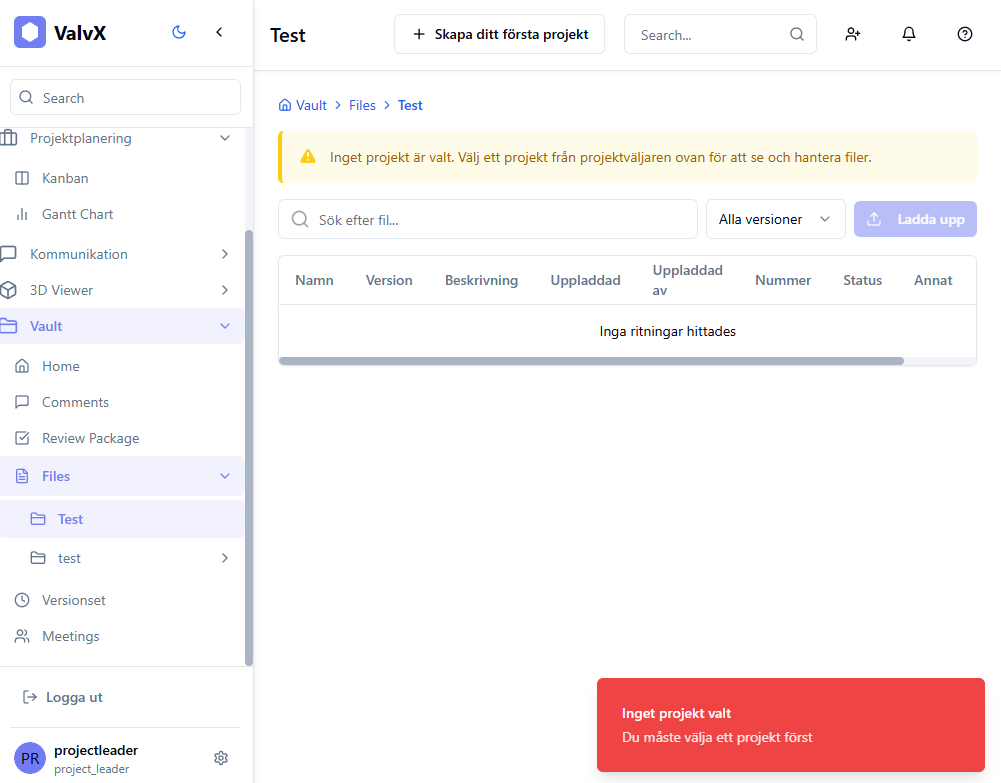 ValvX
Search
Projektplanering
Kanban
Gantt Chart
Kommunikation
3D Viewer
Vault
Home
Comments
Review Package
Files
Test
test
Versionset
Meetings
Logga ut
PR
projectleader
project_leader
Test
Skapa ditt första projekt
Search...
Vault > Files > Test
Inget projekt är valt. Välj ett projekt från projektväljaren ovan för att se och hantera filer.
Sök efter fil...
Alla versioner
Ladda upp
Namn Version Beskrivning Uppladdad Uppladdad av Nummer Status Annat
Inga ritningar hittades
Inget projekt valt
Du måste välja ett projekt först